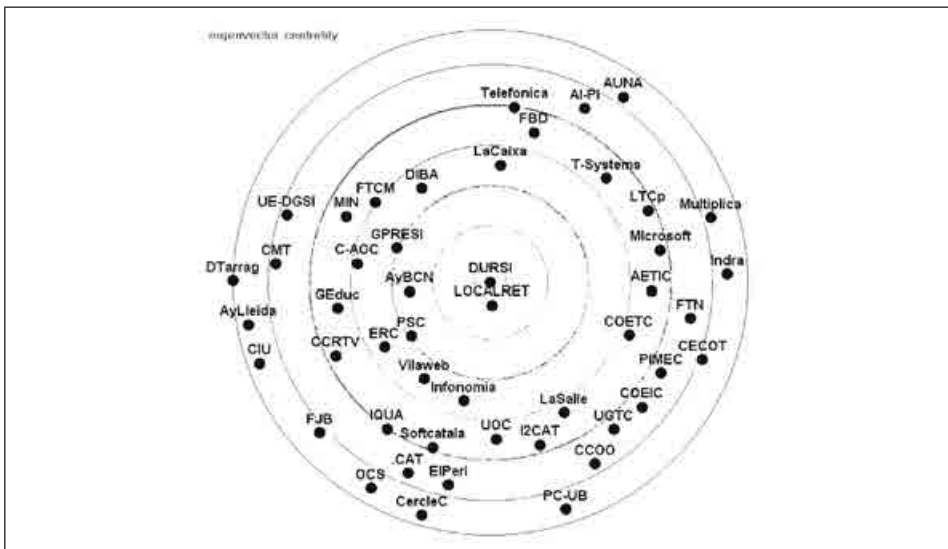 eigenvector centrality
AUNA
Telefonica
AI-PI
FBD
LaCaixa
T-Systems
DIBA
FTCM
UE-DGSI
MIN
LTCp
Multiplica
GPRESI
Microsoft
C-AOC
CMT
DTarrag
DURSI
Indra
AyBCN
LOCALRET
AETIC
GEduc
FTN
AyLleida
PSC
COETC
ERC
CIU
CCRTV
CECOT
PIMEC
Vilaweb
Infonomia
LaSalle
COEIC
FJB
IQUA
UGTC
Softcatala
UOC
I2CAT
CCOO
CAT
ElPeri
OCS
CercleC
PC-UB